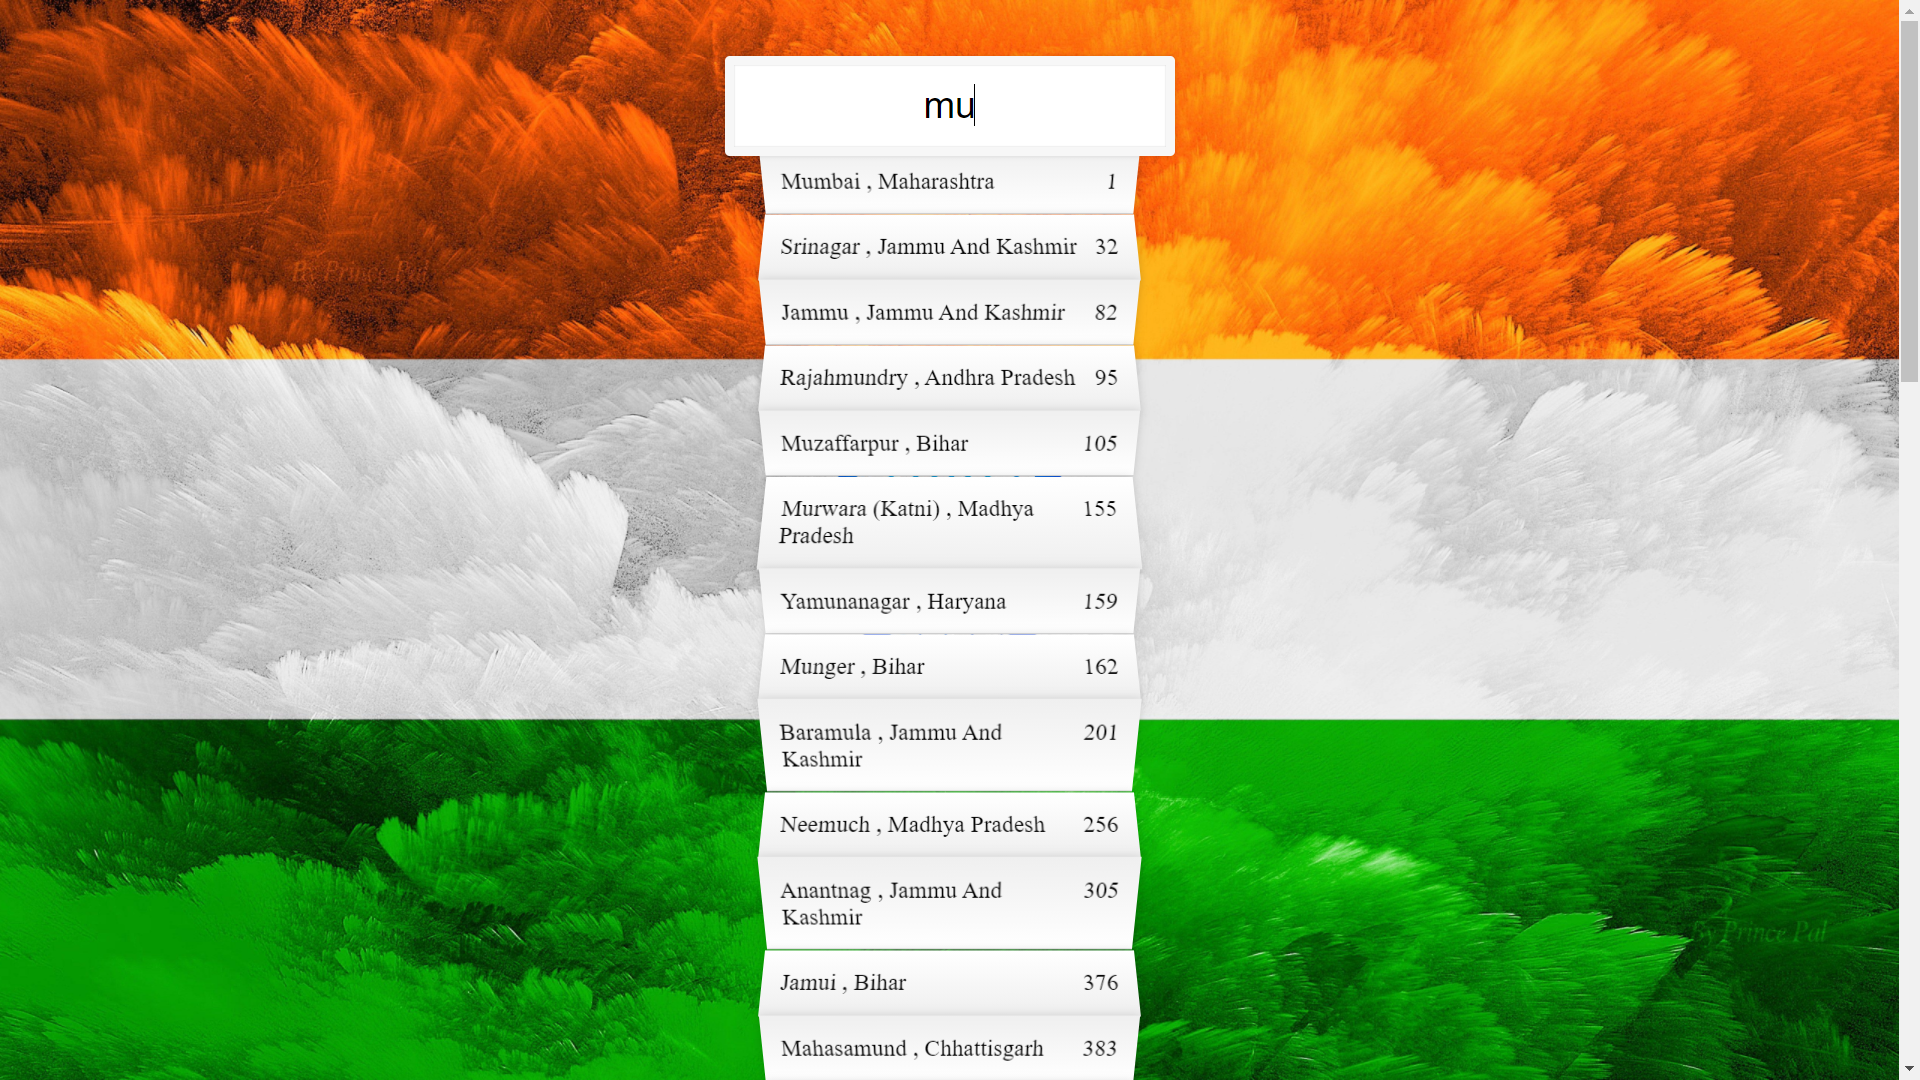 mu
Mumbai , Maharashtra 1
Srinagar , Jammu And Kashmir 32
By Prince Pal
Jammu , Jammu And Kashmir 82
Rajahmundry , Andhra Pradesh 95
Muzaffarpur , Bihar 105
Murwara (Katni) , Madhya 155
Pradesh
Yamunanagar , Haryana 159
Munger , Bihar 162
Baramula , Jammu And 201
Kashmir
Neemuch , Madhya Pradesh 256
Anantnag , Jammu And 305
Kashmir
By Prince Pal
Jamui , Bihar 376
Mahasamund , Chhattisgarh 383